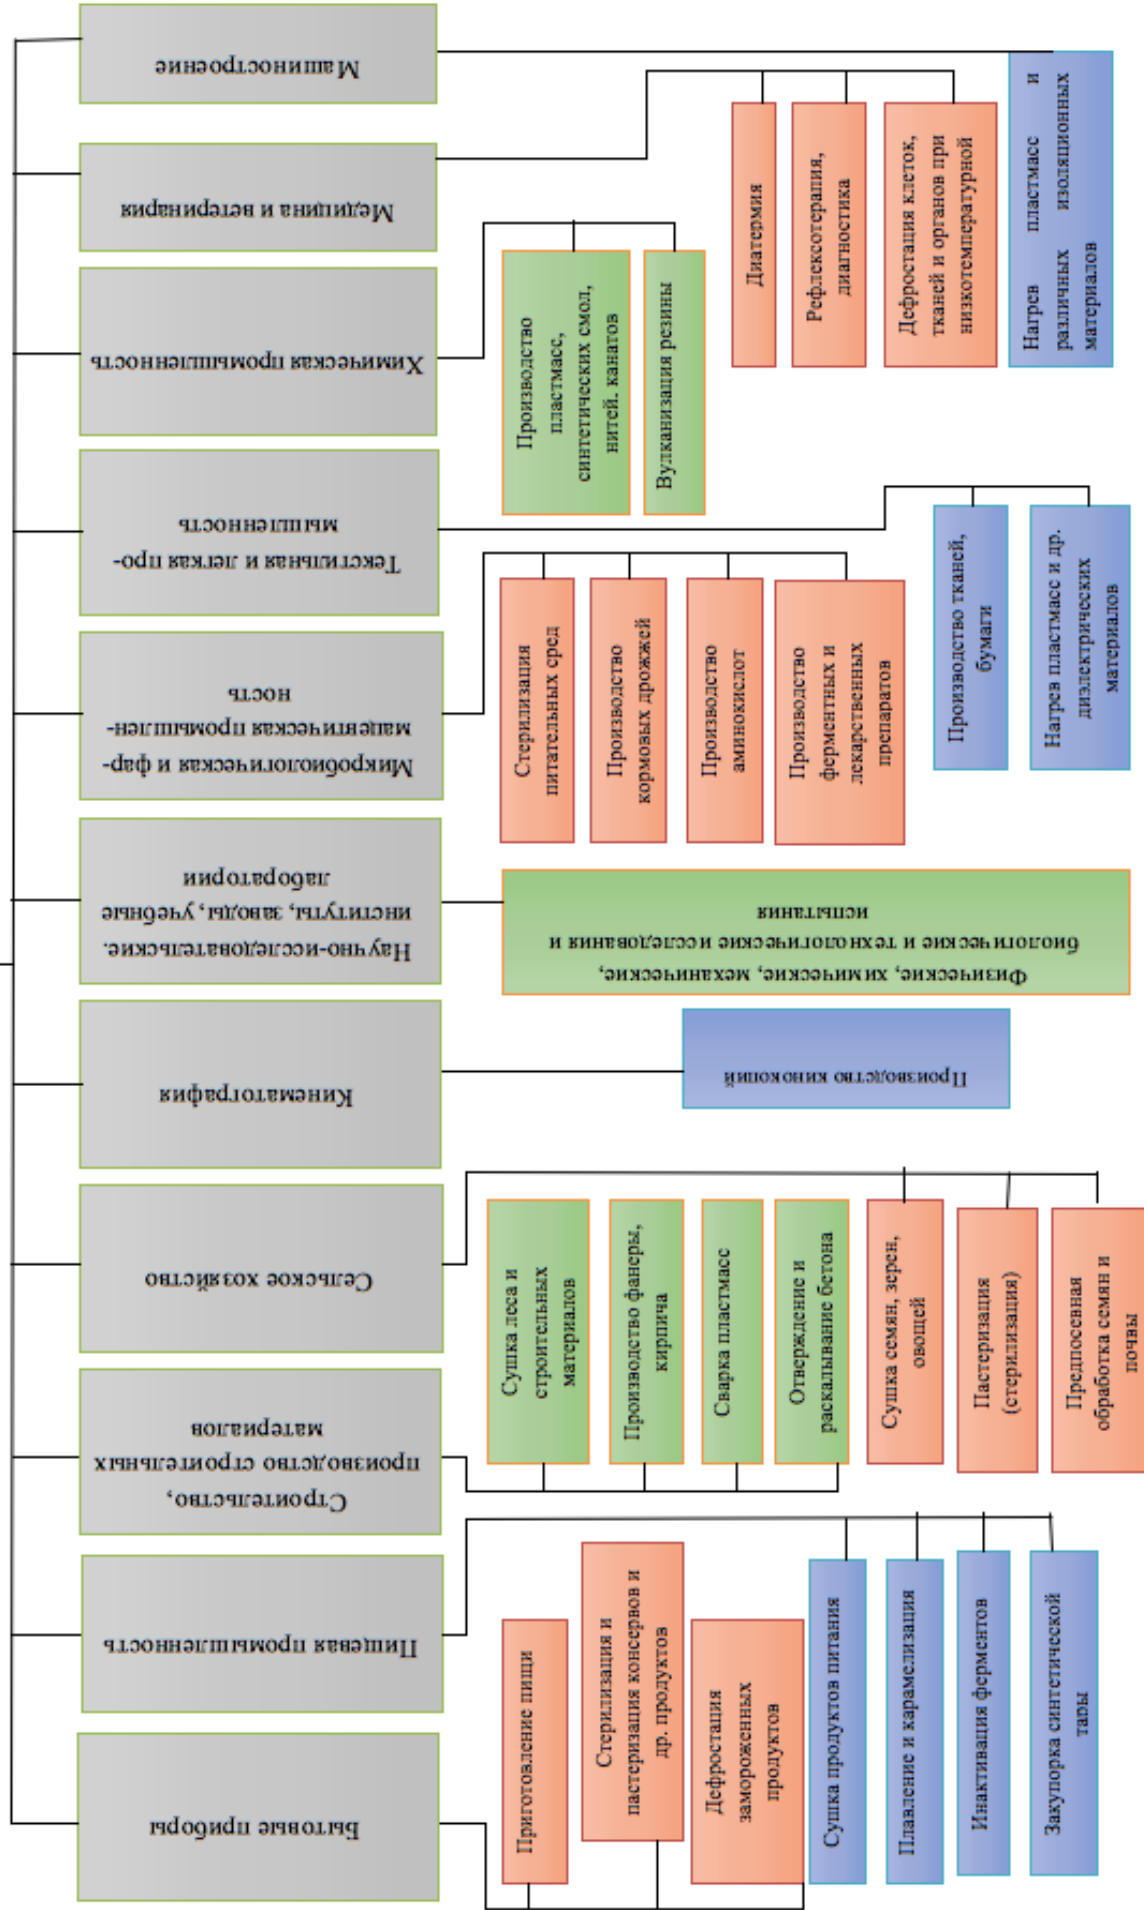 Машиностроение
Медицина и ветеринария
Химическая промышленность
Текстильная и легкая про-
мышленность
Микробиологическая и фар-
мацевтическая промышлен-
ность
Научно-исследовательские.
институты, заводы, учебные
лаборатории
Кинематография
Сельское хозяйство
Строительство,
производство строительных
материалов
Пищевая промышленность
Бытовые приборы
Нагрев пластмасс и
различных изоляционных
материалов
Диатермия
Рефлексотерапия,
диагностика
Дефростация клеток,
тканей и органов при
низкотемпературной
Производство
пластмасс,
синтетических смол,
нитей. канатов
Вулканизация резины
Производство тканей,
бумаги
Нагрев пластмасс и др.
диэлектрических
материалов
Стерилизация
питательных сред
Производство
кормовых дрожжей
Производство
аминокислот
Производство
ферментных и
лекарственных
препаратов
Физические, химические, механические,
биологические и технологические исследования и
испытания
Производство кинокопий
Сушка семян, зерен,
овощей
Пастеризация
(стерилизация)
Предпосевная
обработка семян и
почвы
Сушка леса и
строительных
материалов
Производство фанеры,
кирпича
Сварка пластмасс
Отверждение и
раскалывание бетона
Сушка продуктов питания
Плавление и карамелизация
Инактивация ферментов
Закупорка синтетической
тары
Приготовление пищи
Стерилизация и
пастеризация консервов и
др. продуктов
Дефростация
замороженных
продуктов